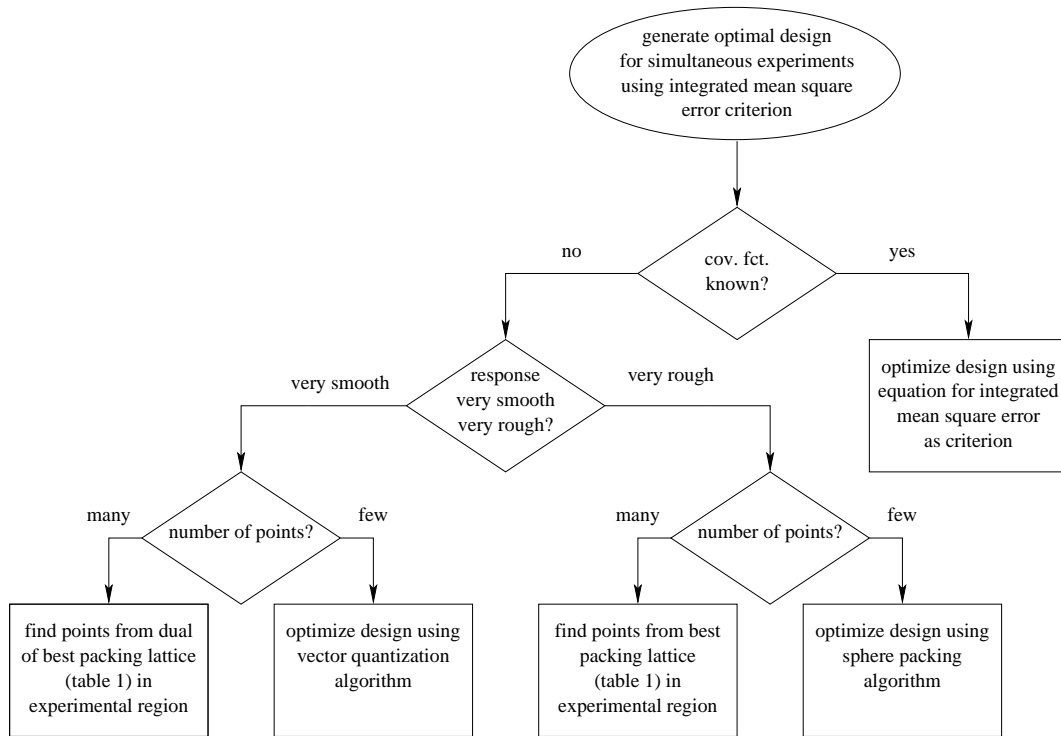 generate optimal design
for simultaneous experiments
using integrated mean square
error criterion
no
cov. fct.
known?
yes
very smooth
response
very smooth
very rough?
very rough
optimize design using
equation for integrated
mean square error
as criterion
many
number of points?
few
many
number of points?
few
find points from dual
of best packing lattice
(table 1) in
experimental region
optimize design using
vector quantization
algorithm
find points from best
packing lattice
(table 1) in
experimental region
optimize design using
sphere packing
algorithm